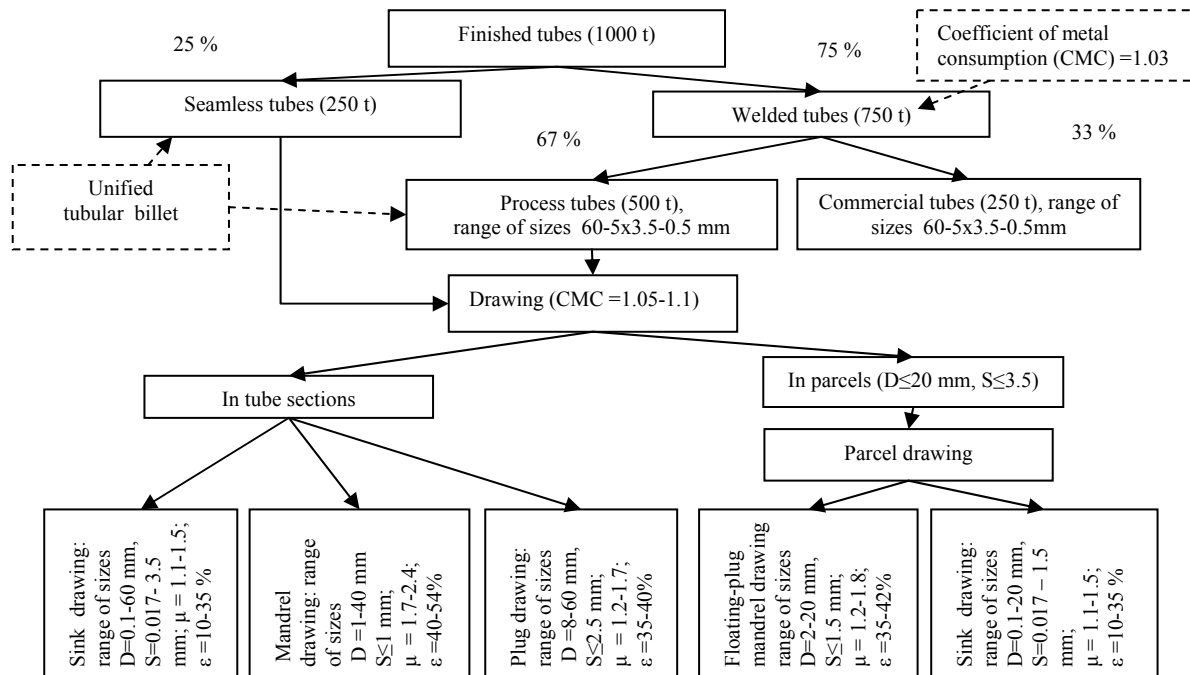 Finished tubes (1000 t)
25 %
75 %
Coefficient of metal
consumption (CMC) =1.03
Seamless tubes (250 t)
Welded tubes (750 t)
67 %
33 %
Unified
tubular billet
Process tubes (500 t),
range of sizes 60-5x3.5-0.5 mm
Commercial tubes (250 t), range of
sizes 60-5x3.5-0.5mm
Drawing (CMC =1.05-1.1)
In tube sections
In parcels (D≤20 mm, S≤3.5)
Parcel drawing
Sink drawing:
range of sizes
D=0.1-60 mm,
S=0.017- 3.5
mm; μ = 1.1-1.5;
ε =10-35 %
Mandrel
drawing: range
of sizes
D =1-40 mm
S≤1 mm;
μ = 1.7-2.4;
ε=40-54%
Plug drawing:
range of sizes
D =8-60 mm,
S≤2.5 mm;
μ = 1.2-1.7;
ε=35-40%
Floating-plug
mandrel drawing
range of sizes
D=2-20 mm,
S≤1.5 mm;
μ = 1.2-1.8;
ε=35-42%
Sink drawing:
range of sizes
D=0.1-20 mm,
S=0.017 – 1.5
mm;
μ = 1.1-1.5;
ε =10-35 %